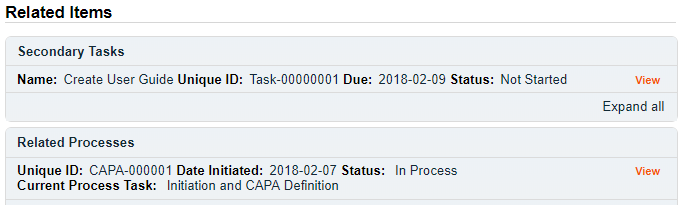 Related Items
Secondary Tasks
Name: Create User Guide Unique ID: Task-00000001 Due: 2018-02-09 Status: Not Started View
Expand all
Related Processes
Unique ID: CAPA-000001 Date Initiated: 2018-02-07 Status: In Process View
Current Process Task: Initiation and CAPA Definition